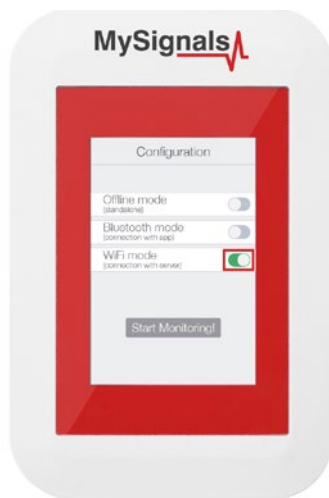 MySignals
Configuration
Offline mode
(standalone)
Bluetooth mode
(connection with app)
WiFi mode
(connection with server)
Start Monitoring!